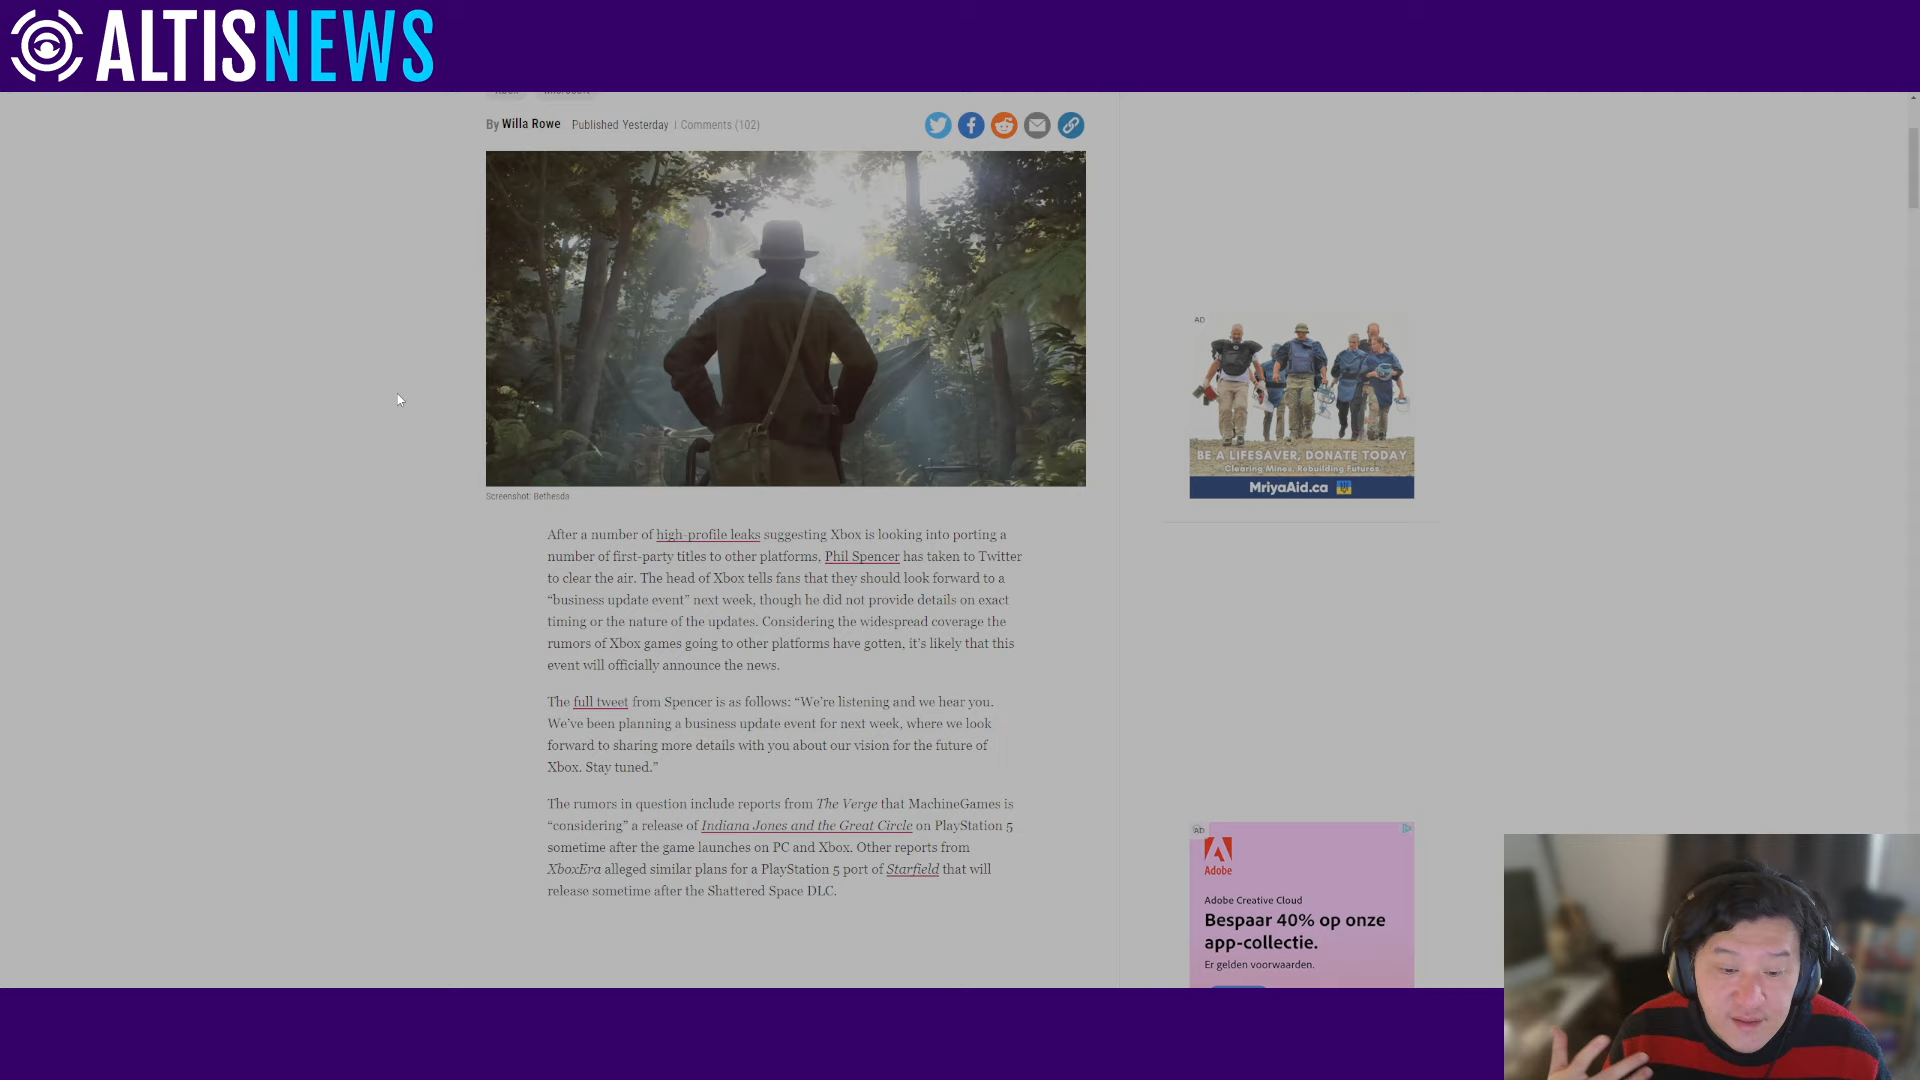 ALTISNEWS
Xbox Microsoft
By Willa Rowe Published Yesterday | Comments (102)
Screenshot: Bethesda
After a number of high-profile leaks suggesting Xbox is looking into porting a
number of first-party titles to other platforms, Phil Spencer has taken to Twitter
to clear the air. The head of Xbox tells fans that they should look forward to a
“business update event” next week, though he did not provide details on exact
timing or the nature of the updates. Considering the widespread coverage the
rumors of Xbox games going to other platforms have gotten, it’s likely that this
event will officially announce the news.
The full tweet from Spencer is as follows: “We’re listening and we hear you.
We’ve been planning a business update event for next week, where we look
forward to sharing more details with you about our vision for the future of
Xbox. Stay tuned.”
The rumors in question include reports from The Verge that MachineGames is
“considering” a release of Indiana Jones and the Great Circle on PlayStation 5
sometime after the game launches on PC and Xbox. Other reports from
XboxEra alleged similar plans for a PlayStation 5 port of Starfield that will
release sometime after the Shattered Space DLC.
AD
BE A LIFESAVER, DONATE TODAY
Clearing Mines, Rebuilding Futures
MriyaAid.ca
AD
Adobe
Adobe Creative Cloud
Bespaar 40% op onze
app-collectie.
Er gelden voorwaarden.